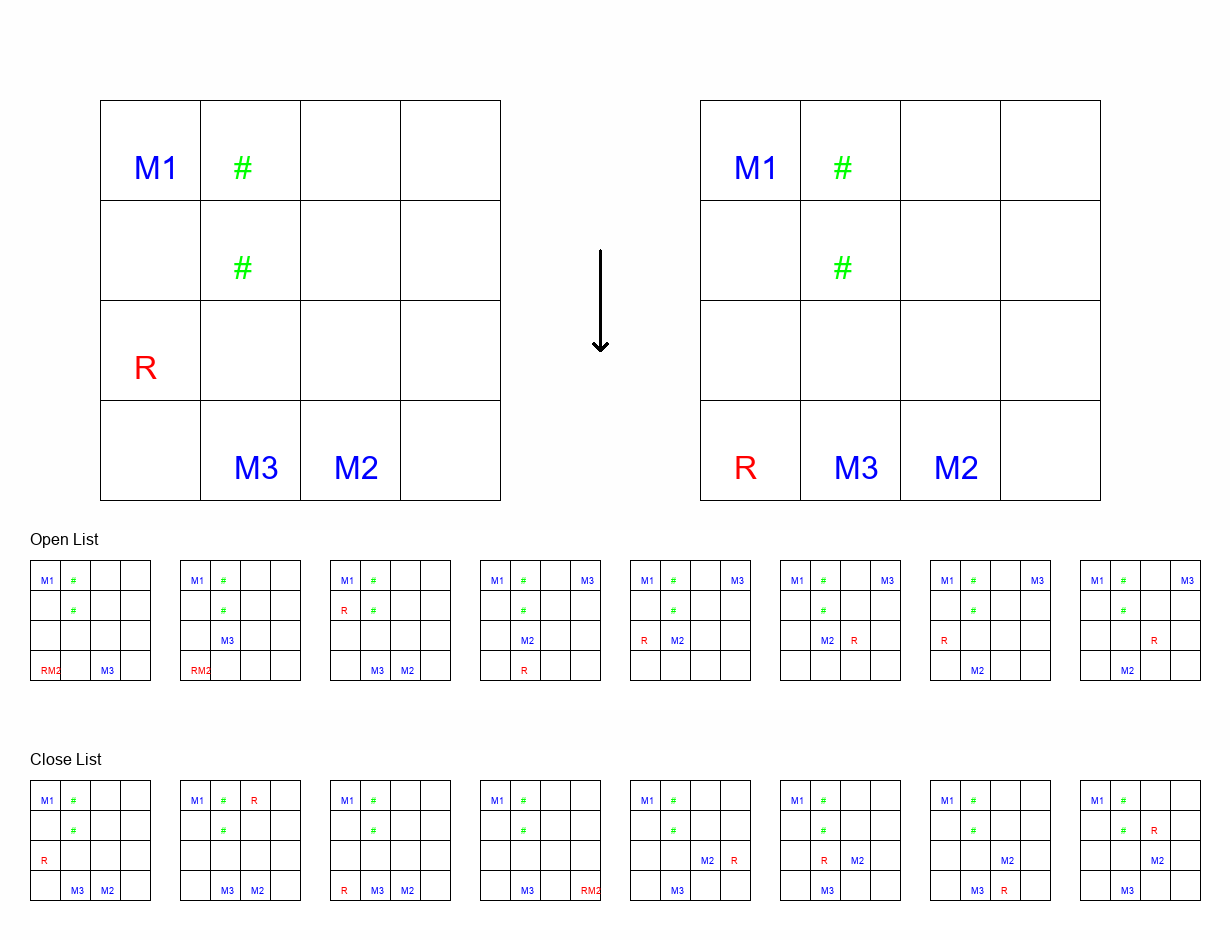 M1 # M1 #
# #
R
M3 M2 R M3 M2
Open List
M1 # M1 # M1 # M1 # M3 M1 # M3 M1 # M3 M1 # M3 M1 # M3
# # R # # # # # #
M3 M2 R M2 M2 R R R
RM2 M3 RM2 M3 M2 R M2 M2
Close List
M1 # M1 # R M1 # M1 # M1 # M1 # M1 # M1 #
# # # # # # # # R
R M2 R R M2 M2 M2
M3 M2 M3 M2 R M3 M2 M3 RM2 M3 M3 M3 R M3